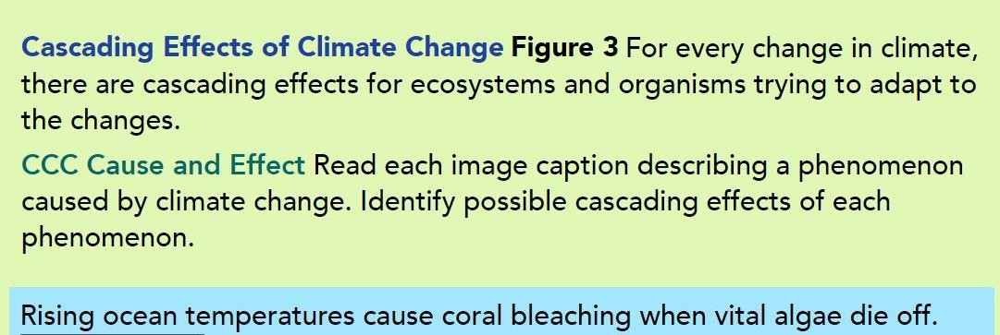 Cascading Effects of Climate Change Figure 3 For every change in climate,
there are cascading effects for ecosystems and organisms trying to adapt to
the changes.
CCC Cause and Effect Read each image caption describing a phenomenon
caused by climate change. Identify possible cascading effects of each
phenomenon.
Rising ocean temperatures cause coral bleaching when vital algae die off.